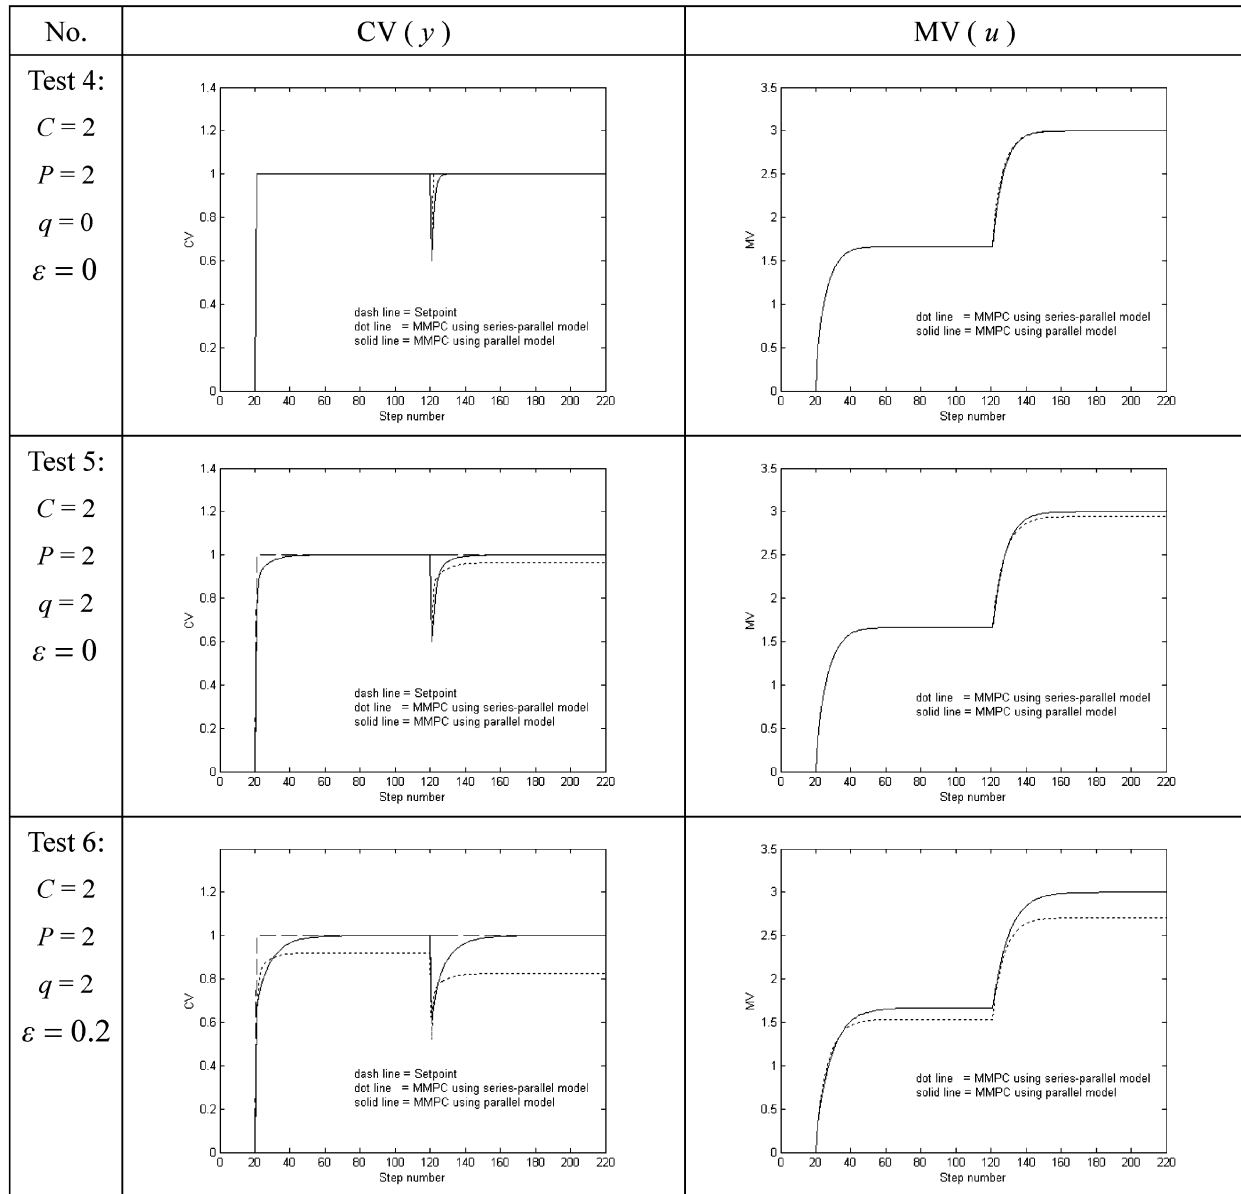 No.
CV ( y )
MV ( u )
Test 4:
C = 2
P = 2
q = 0
ε = 0
1.4
1.2
1
0.8
0.6
0.4
0.2
0
CV
dash line = Setpoint
dot line = MMPC using series-parallel model
solid line = MMPC using parallel model
0 20 40 60 80 100 120 140 160 180 200 220
Step number
3.5
3
2.5
2
1.5
1
0.5
0
MV
dot line = MMPC using series-parallel model
solid line = MMPC using parallel model
0 20 40 60 80 100 120 140 160 180 200 220
Step number
Test 5:
C = 2
P = 2
q = 2
ε = 0
1.4
1.2
1
0.8
0.6
0.4
0.2
0
CV
dash line = Setpoint
dot line = MMPC using series-parallel model
solid line = MMPC using parallel model
0 20 40 60 80 100 120 140 160 180 200 220
Step number
3.5
3
2.5
2
1.5
1
0.5
0
MV
dot line = MMPC using series-parallel model
solid line = MMPC using parallel model
0 20 40 60 80 100 120 140 160 180 200 220
Step number
Test 6:
C = 2
P = 2
q = 2
ε = 0.2
1.2
1
0.8
0.6
0.4
0.2
0
CV
dash line = Setpoint
dot line = MMPC using series-parallel model
solid line = MMPC using parallel model
0 20 40 60 80 100 120 140 160 180 200 220
Step number
3.5
3
2.5
2
1.5
1
0.5
0
MV
dot line = MMPC using series-parallel model
solid line = MMPC using parallel model
0 20 40 60 80 100 120 140 160 180 200 220
Step number